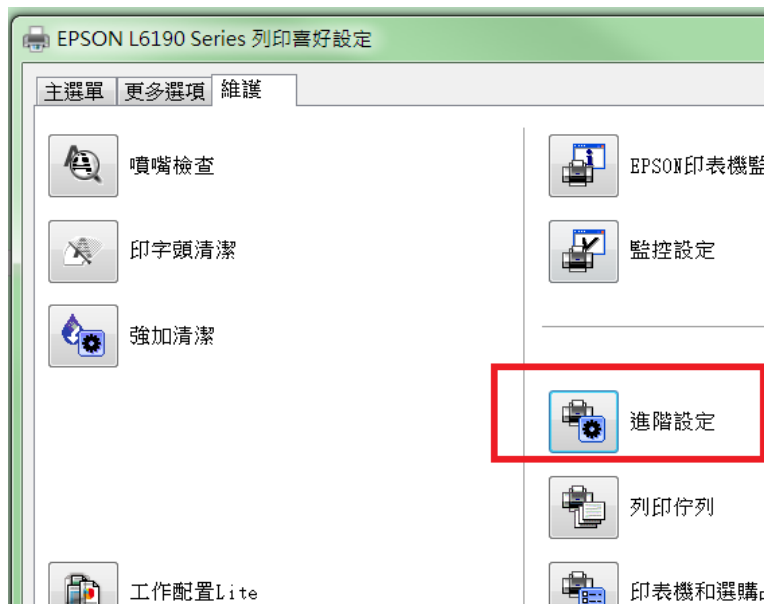 EPSON L6190 Series 列印喜好設定
主選單 更多選項 維護
噴嘴檢查
印字頭清潔
強加清潔
工作配置Lite
EPSON印表機監
監控設定
進階設定
列印佇列
印表機和選購